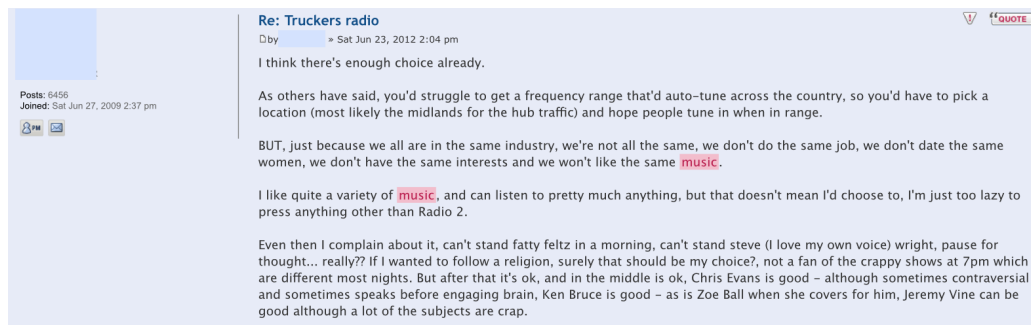 Re: Truckers radio
QUOTE
by » Sat Jun 23, 2012 2:04 pm
Posts: 6456
Joined: Sat Jun 27, 2009 2:37 pm
PM
I think there's enough choice already.
As others have said, you'd struggle to get a frequency range that'd auto-tune across the country, so you'd have to pick a
location (most likely the midlands for the hub traffic) and hope people tune in when in range.
BUT, just because we all are in the same industry, we're not all the same, we don't do the same job, we don't date the same
women, we don't have the same interests and we won't like the same music.
I like quite a variety of music, and can listen to pretty much anything, but that doesn't mean I'd choose to, I'm just too lazy to
press anything other than Radio 2.
Even then I complain about it, can't stand fatty feltz in a morning, can't stand steve (I love my own voice) wright, pause for
thought... really?? If I wanted to follow a religion, surely that should be my choice?, not a fan of the crappy shows at 7pm which
are different most nights. But after that it's ok, and in the middle is ok, Chris Evans is good – although sometimes contraversial
and sometimes speaks before engaging brain, Ken Bruce is good – as is Zoe Ball when she covers for him, Jeremy Vine can be
good although a lot of the subjects are crap.